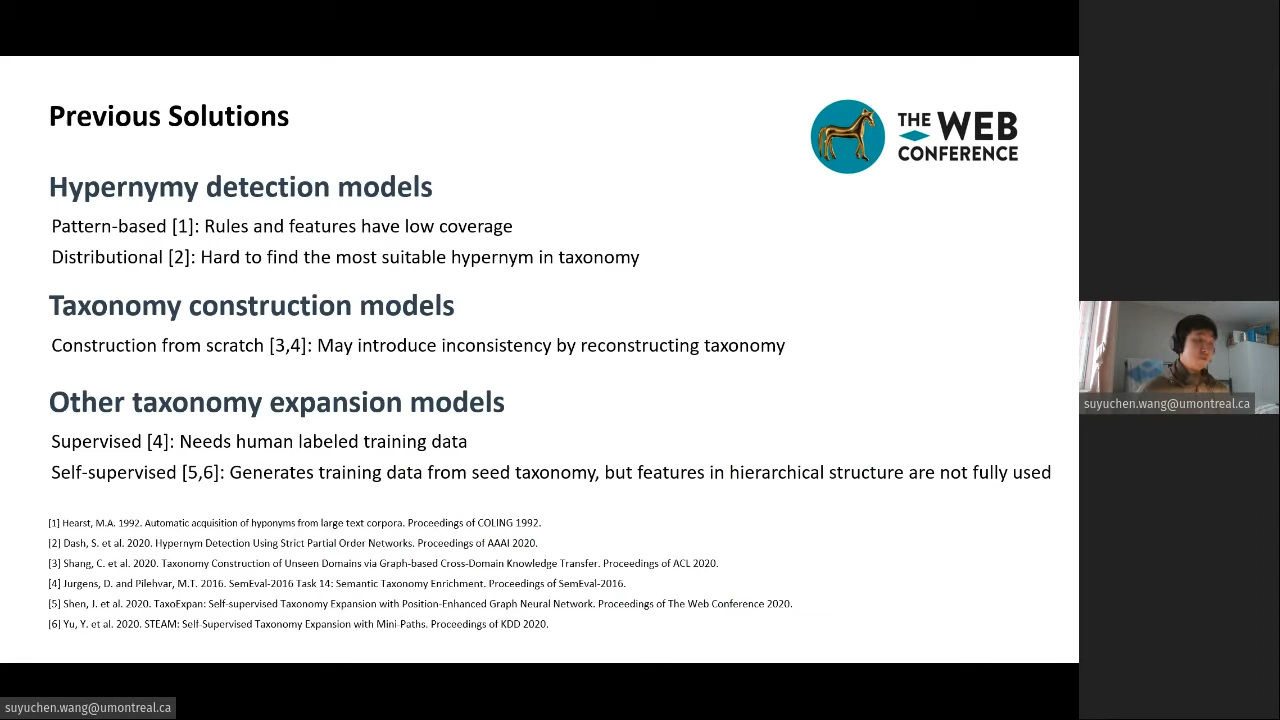 Previous Solutions
THE WEB
CONFERENCE
Hypernymy detection models
Pattern-based [1]: Rules and features have low coverage
Distributional [2]: Hard to find the most suitable hypernym in taxonomy
Taxonomy construction models
Construction from scratch [3,4]: May introduce inconsistency by reconstructing taxonomy
Other taxonomy expansion models
Supervised [4]: Needs human labeled training data
Self-supervised [5,6]: Generates training data from seed taxonomy, but features in hierarchical structure are not fully used
[1] Hearst, M.A. 1992. Automatic acquisition of hyponyms from large text corpora. Proceedings of COLING 1992.
[2] Dash, S. et al. 2020. Hypernym Detection Using Strict Partial Order Networks. Proceedings of AAAI 2020.
[3] Shang, C. et al. 2020. Taxonomy Construction of Unseen Domains via Graph-based Cross-Domain Knowledge Transfer. Proceedings of ACL 2020.
[4] Jurgens, D. and Pilehvar, M.T. 2016. SemEval-2016 Task 14: Semantic Taxonomy Enrichment. Proceedings of SemEval-2016.
[5] Shen, J. et al. 2020. TaxoExpan: Self-supervised Taxonomy Expansion with Position-Enhanced Graph Neural Network. Proceedings of The Web Conference 2020.
[6] Yu, Y. et al. 2020. STEAM: Self-Supervised Taxonomy Expansion with Mini-Paths. Proceedings of KDD 2020.
suyuchen.wang@umontreal.ca
suyuchen.wang@umontreal.ca